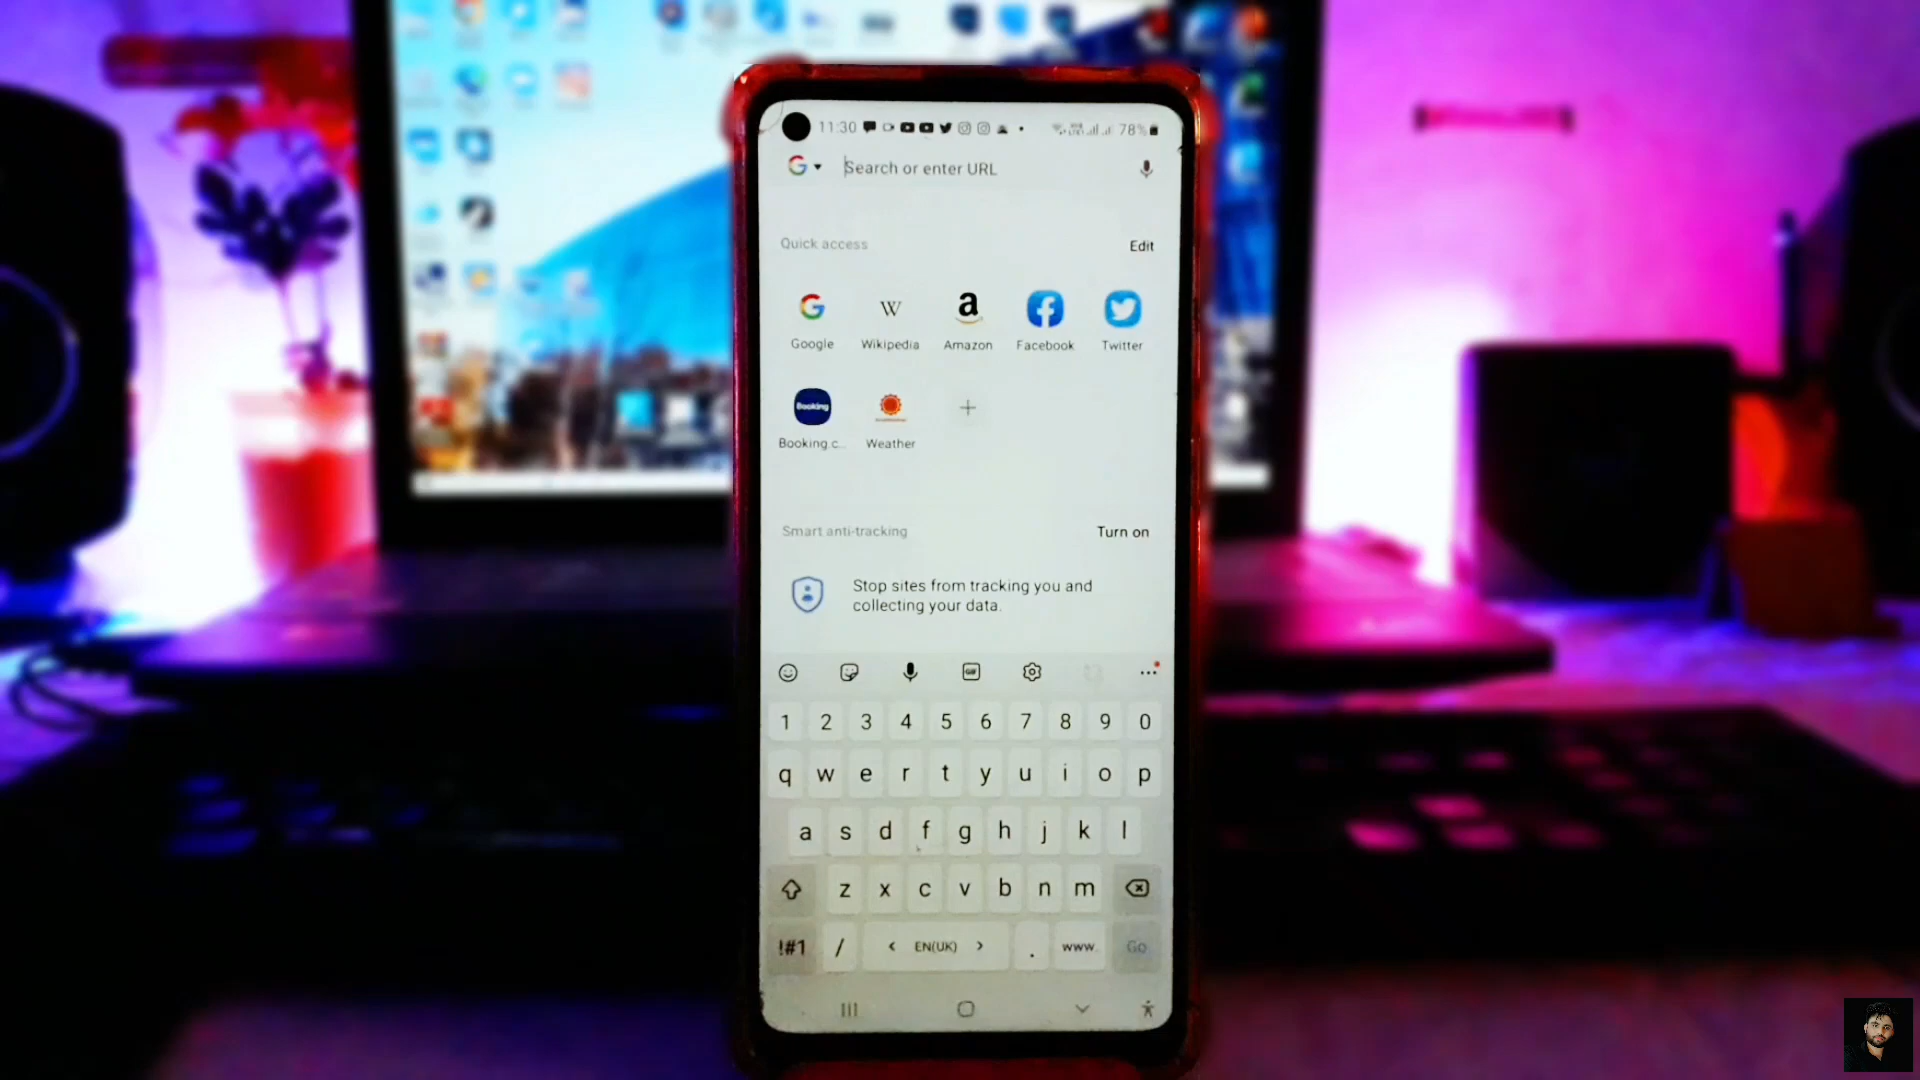 11:30 78%
Search or enter URL
Quick access Edit
W a
Google Wikipedia Amazon Facebook Twitter
Booking
Booking.c... Weather
Smart anti-tracking Turn on
Stop sites from tracking you and
collecting your data.
GIF
1 2 3 4 5 6 7 8 9 0
q w e r t y u i o p
a s d f g h j k l
z x c v b n m
!#1 / < EN(UK) > . www. Go